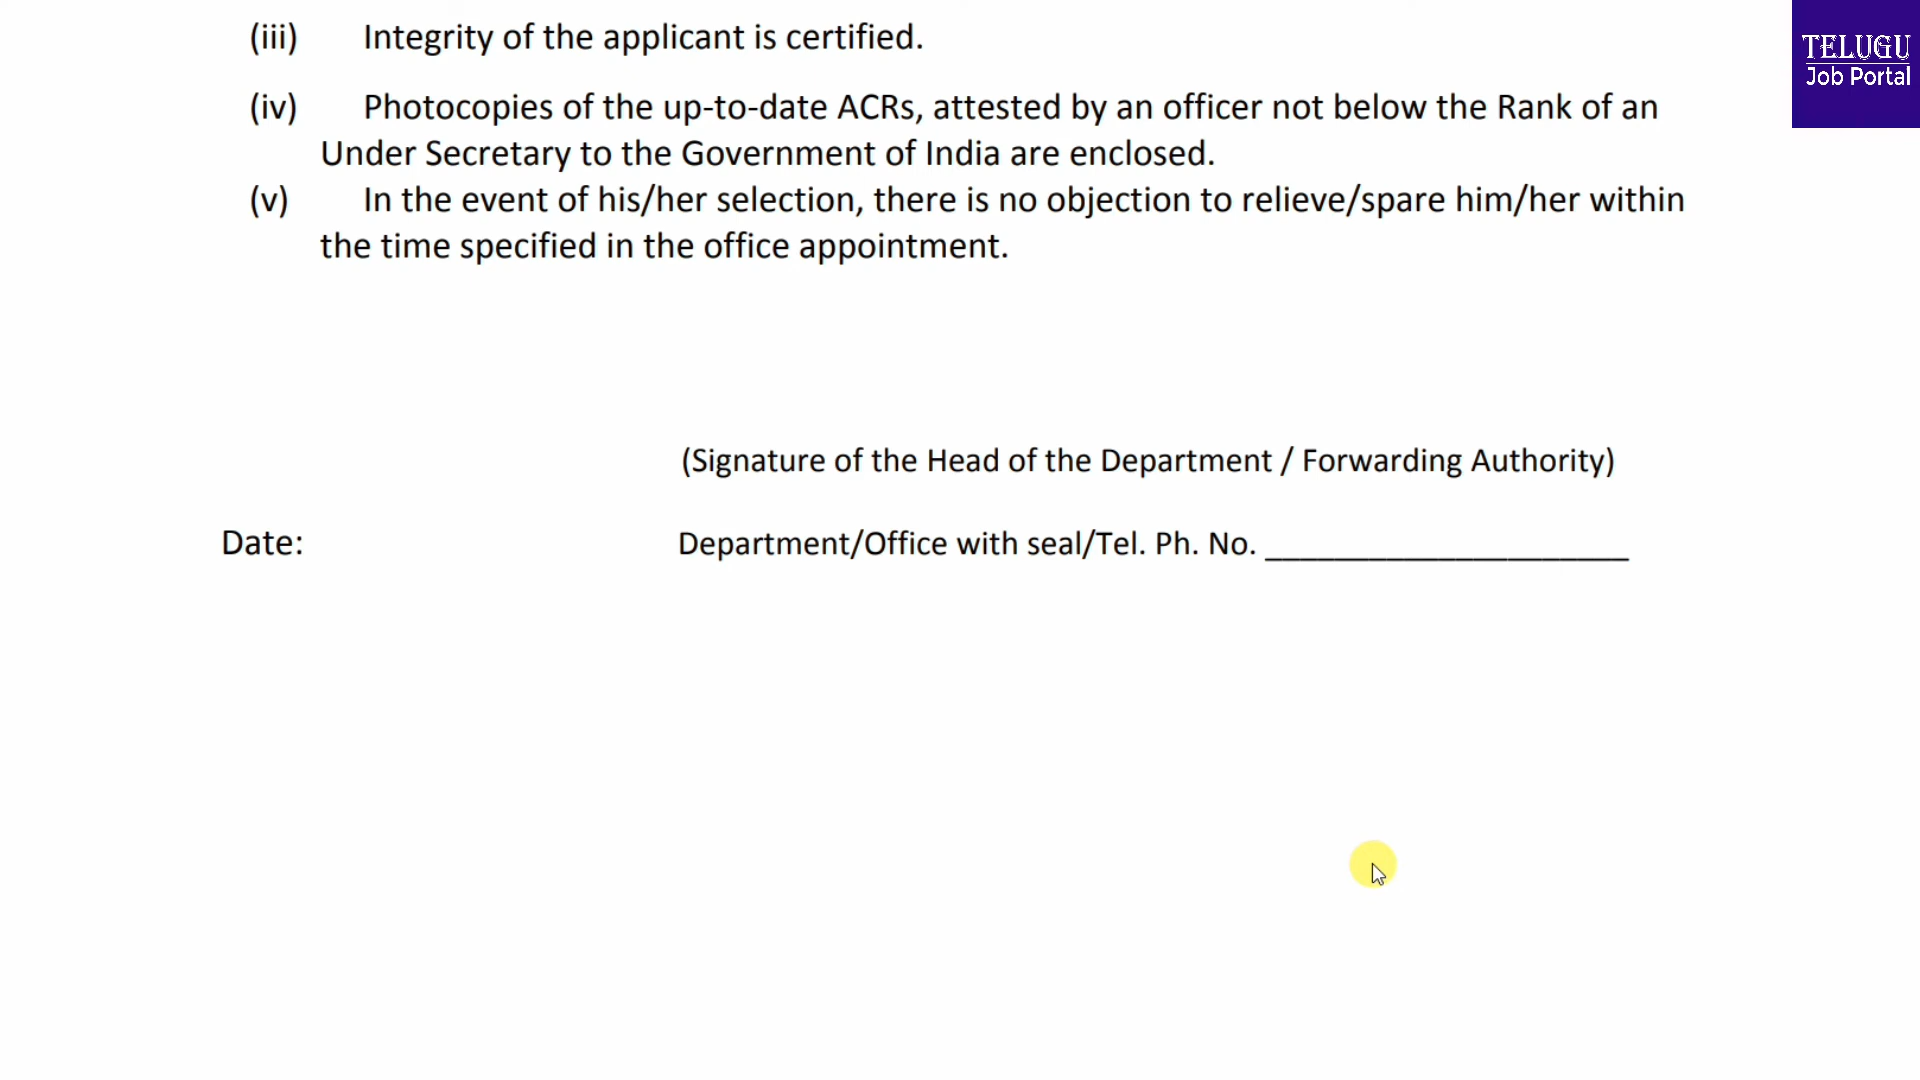 (iii) Integrity of the applicant is certified.
TELUGU
Job Portal
(iv) Photocopies of the up-to-date ACRs, attested by an officer not below the Rank of an
Under Secretary to the Government of India are enclosed.
(v) In the event of his/her selection, there is no objection to relieve/spare him/her within
the time specified in the office appointment.
(Signature of the Head of the Department / Forwarding Authority)
Date: Department/Office with seal/Tel. Ph. No. _____________________